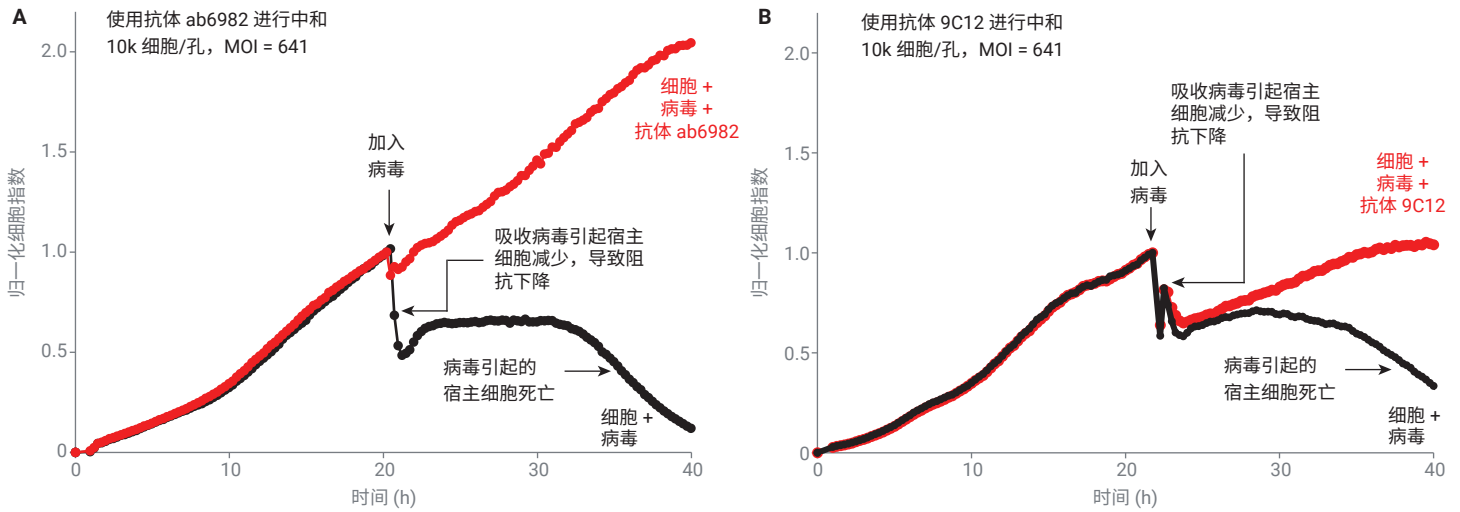 A
使用抗体 ab6982 进行中和
10k 细胞/孔，MOI = 641
归一化细胞指数
2.0
1.5
1.0
0.5
0
加入
病毒
细胞 +
病毒 +
抗体 ab6982
吸收病毒引起宿主
细胞减少，导致阻
抗下降
病毒引起的
宿主细胞死亡
细胞 +
病毒
0 10 20 30 40
时间 (h)
B
使用抗体 9C12 进行中和
10k 细胞/孔，MOI = 641
归一化细胞指数
2.0
1.5
1.0
0.5
0
吸收病毒引起宿主
细胞减少，导致阻
抗下降
加入
病毒
细胞 +
病毒 +
抗体 9C12
病毒引起的
宿主细胞死亡
细胞 +
病毒
0 10 20 30 40
时间 (h)